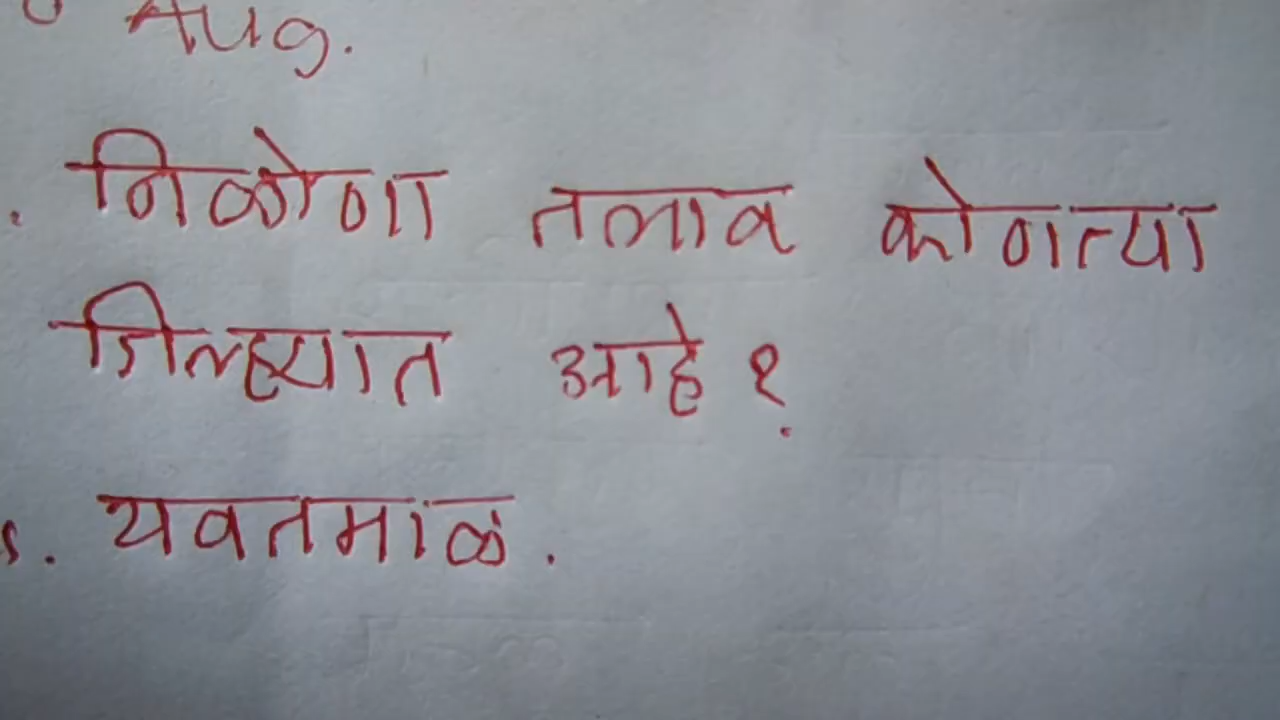 Aug.
. निळोणा तलाव कोणत्या
जिल्ह्यात आहे?
s. यवतमाळ.